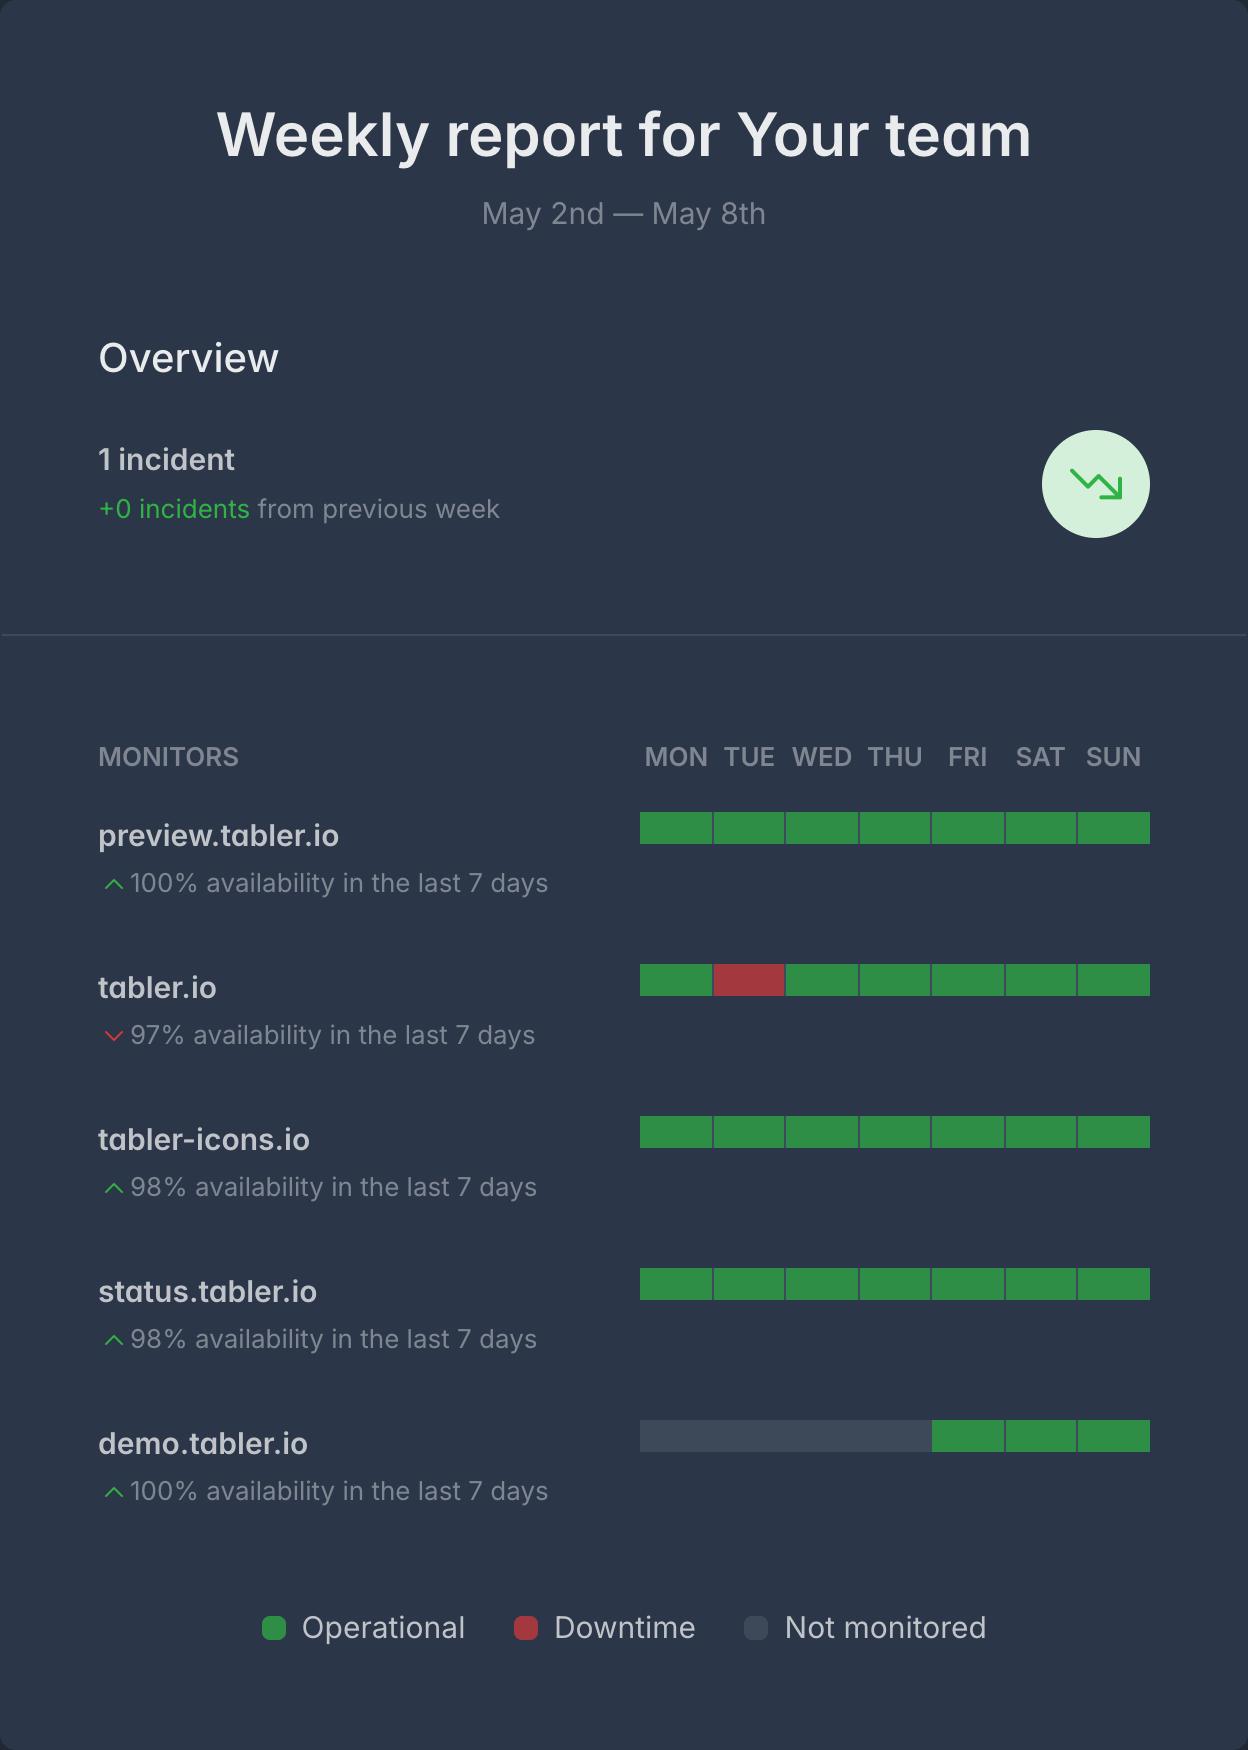 Weekly report for Your team
May 2nd — May 8th
Overview
1 incident
+0 incidents from previous week
MONITORS MON TUE WED THU FRI SAT SUN
preview.tabler.io
100% availability in the last 7 days
tabler.io
97% availability in the last 7 days
tabler-icons.io
98% availability in the last 7 days
status.tabler.io
98% availability in the last 7 days
demo.tabler.io
100% availability in the last 7 days
Operational Downtime Not monitored